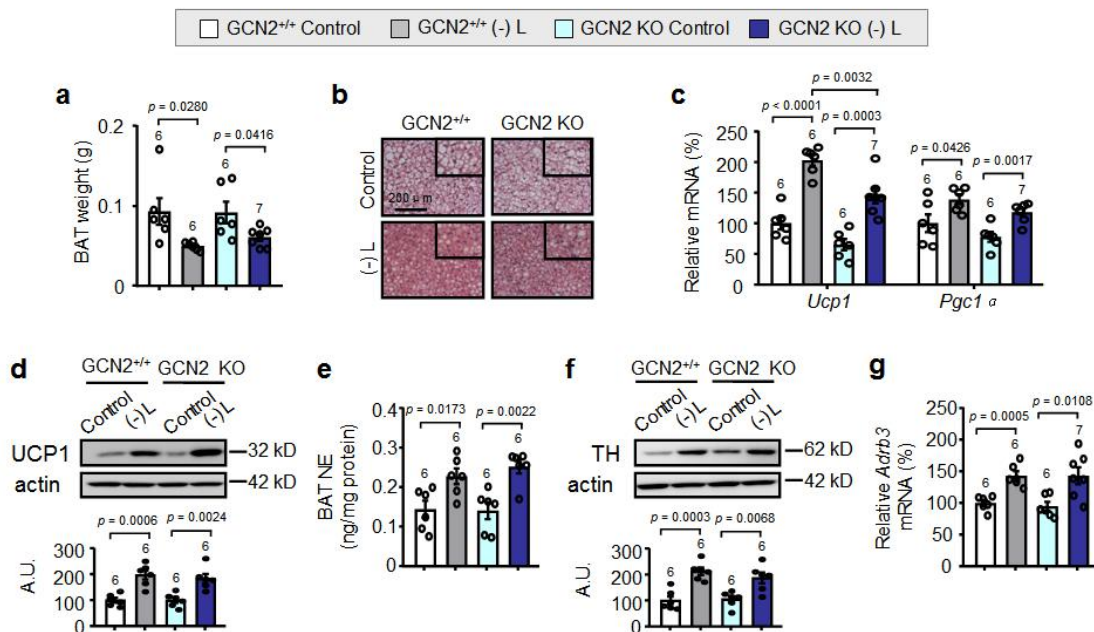 GCN2+/+ Control GCN2+/+ (-) L GCN2 KO Control GCN2 KO (-) L
a
p = 0.0280
p = 0.0416
BAT weight (g)
0.2
0.1
0
6
6
6
7
b
GCN2+/+ GCN2 KO
Control
(-) L
200 um
c
p = 0.0032
p < 0.0001
p = 0.0003
p = 0.0426
p = 0.0017
Relative mRNA (%)
250
200
150
100
50
0
6
6
6
7
6
6
6
7
Ucp1 Pgc1 α
d
GCN2+/+ GCN2 KO
Control (-)L Control (-)L
UCP1
32 kD
actin
42 kD
p = 0.0006 p = 0.0024
A.U.
300
200
100
0
6
6
6
6
e
p = 0.0173 p = 0.0022
BAT NE
(ng/mg protein)
0.4
0.3
0.2
0.1
0
6
6
6
6
f
GCN2+/+ GCN2 KO
Control (-)L Control (-)L
TH
62 kD
actin
42 kD
p = 0.0003 p = 0.0068
A.U.
300
200
100
0
6
6
6
6
g
p = 0.0005
p = 0.0108
Relative Adrb3
mRNA (%)
250
200
150
100
50
0
6
6
6
7